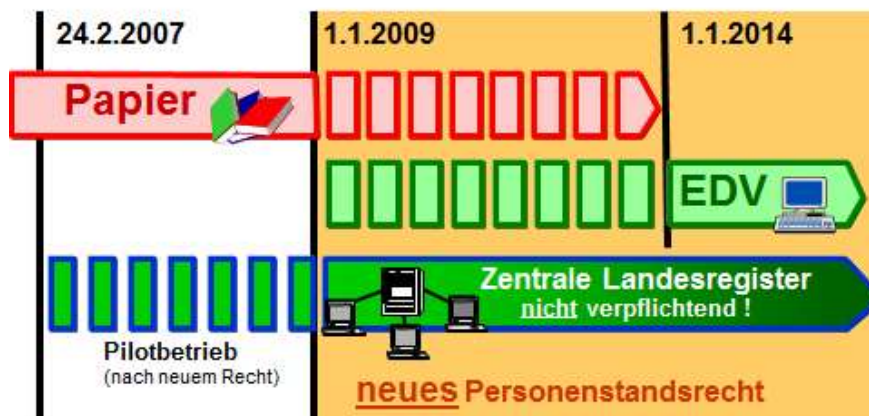 24.2.2007
1.1.2009
1.1.2014
Papier
EDV
Zentrale Landesregister
nicht verpflichtend !
Pilotbetrieb
(nach neuem Recht)
neues Personenstandsrecht